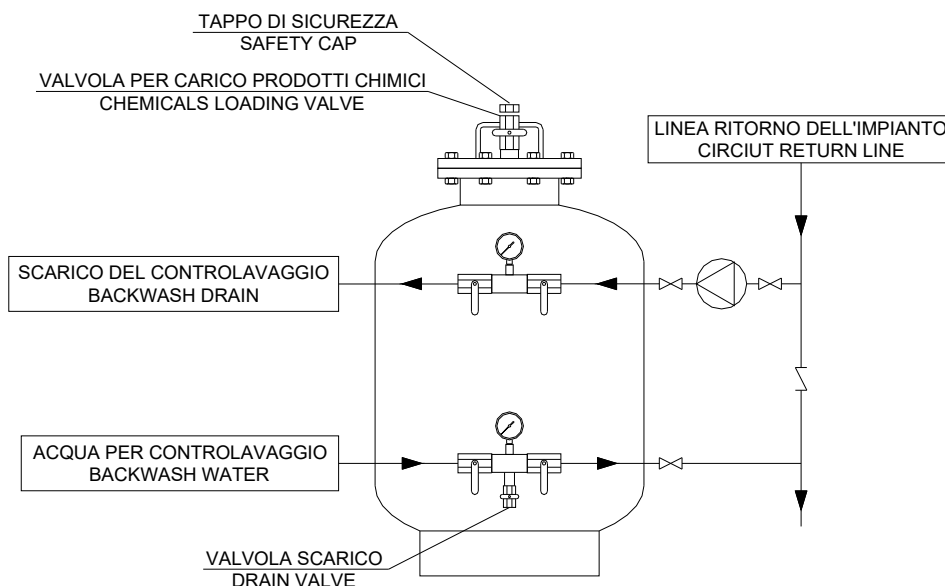 TAPPO DI SICUREZZA
SAFETY CAP
VALVOLA PER CARICO PRODOTTI CHIMICI
CHEMICALS LOADING VALVE
LINEA RITORNO DELL'IMPIANTO
CIRCIUT RETURN LINE
SCARICO DEL CONTROLAVAGGIO
BACKWASH DRAIN
ACQUA PER CONTROLAVAGGIO
BACKWASH WATER
VALVOLA SCARICO
DRAIN VALVE